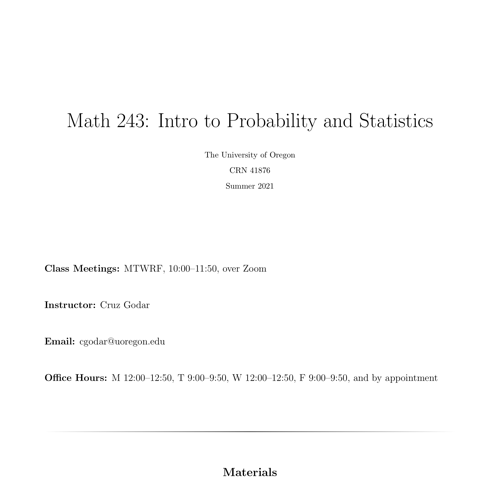 Math 243: Intro to Probability and Statistics
The University of Oregon
CRN 41876
Summer 2021
Class Meetings: MTWRF, 10:00–11:50, over Zoom
Instructor: Cruz Godar
Email: cgodar@uoregon.edu
Office Hours: M 12:00–12:50, T 9:00–9:50, W 12:00–12:50, F 9:00–9:50, and by appointment
Materials